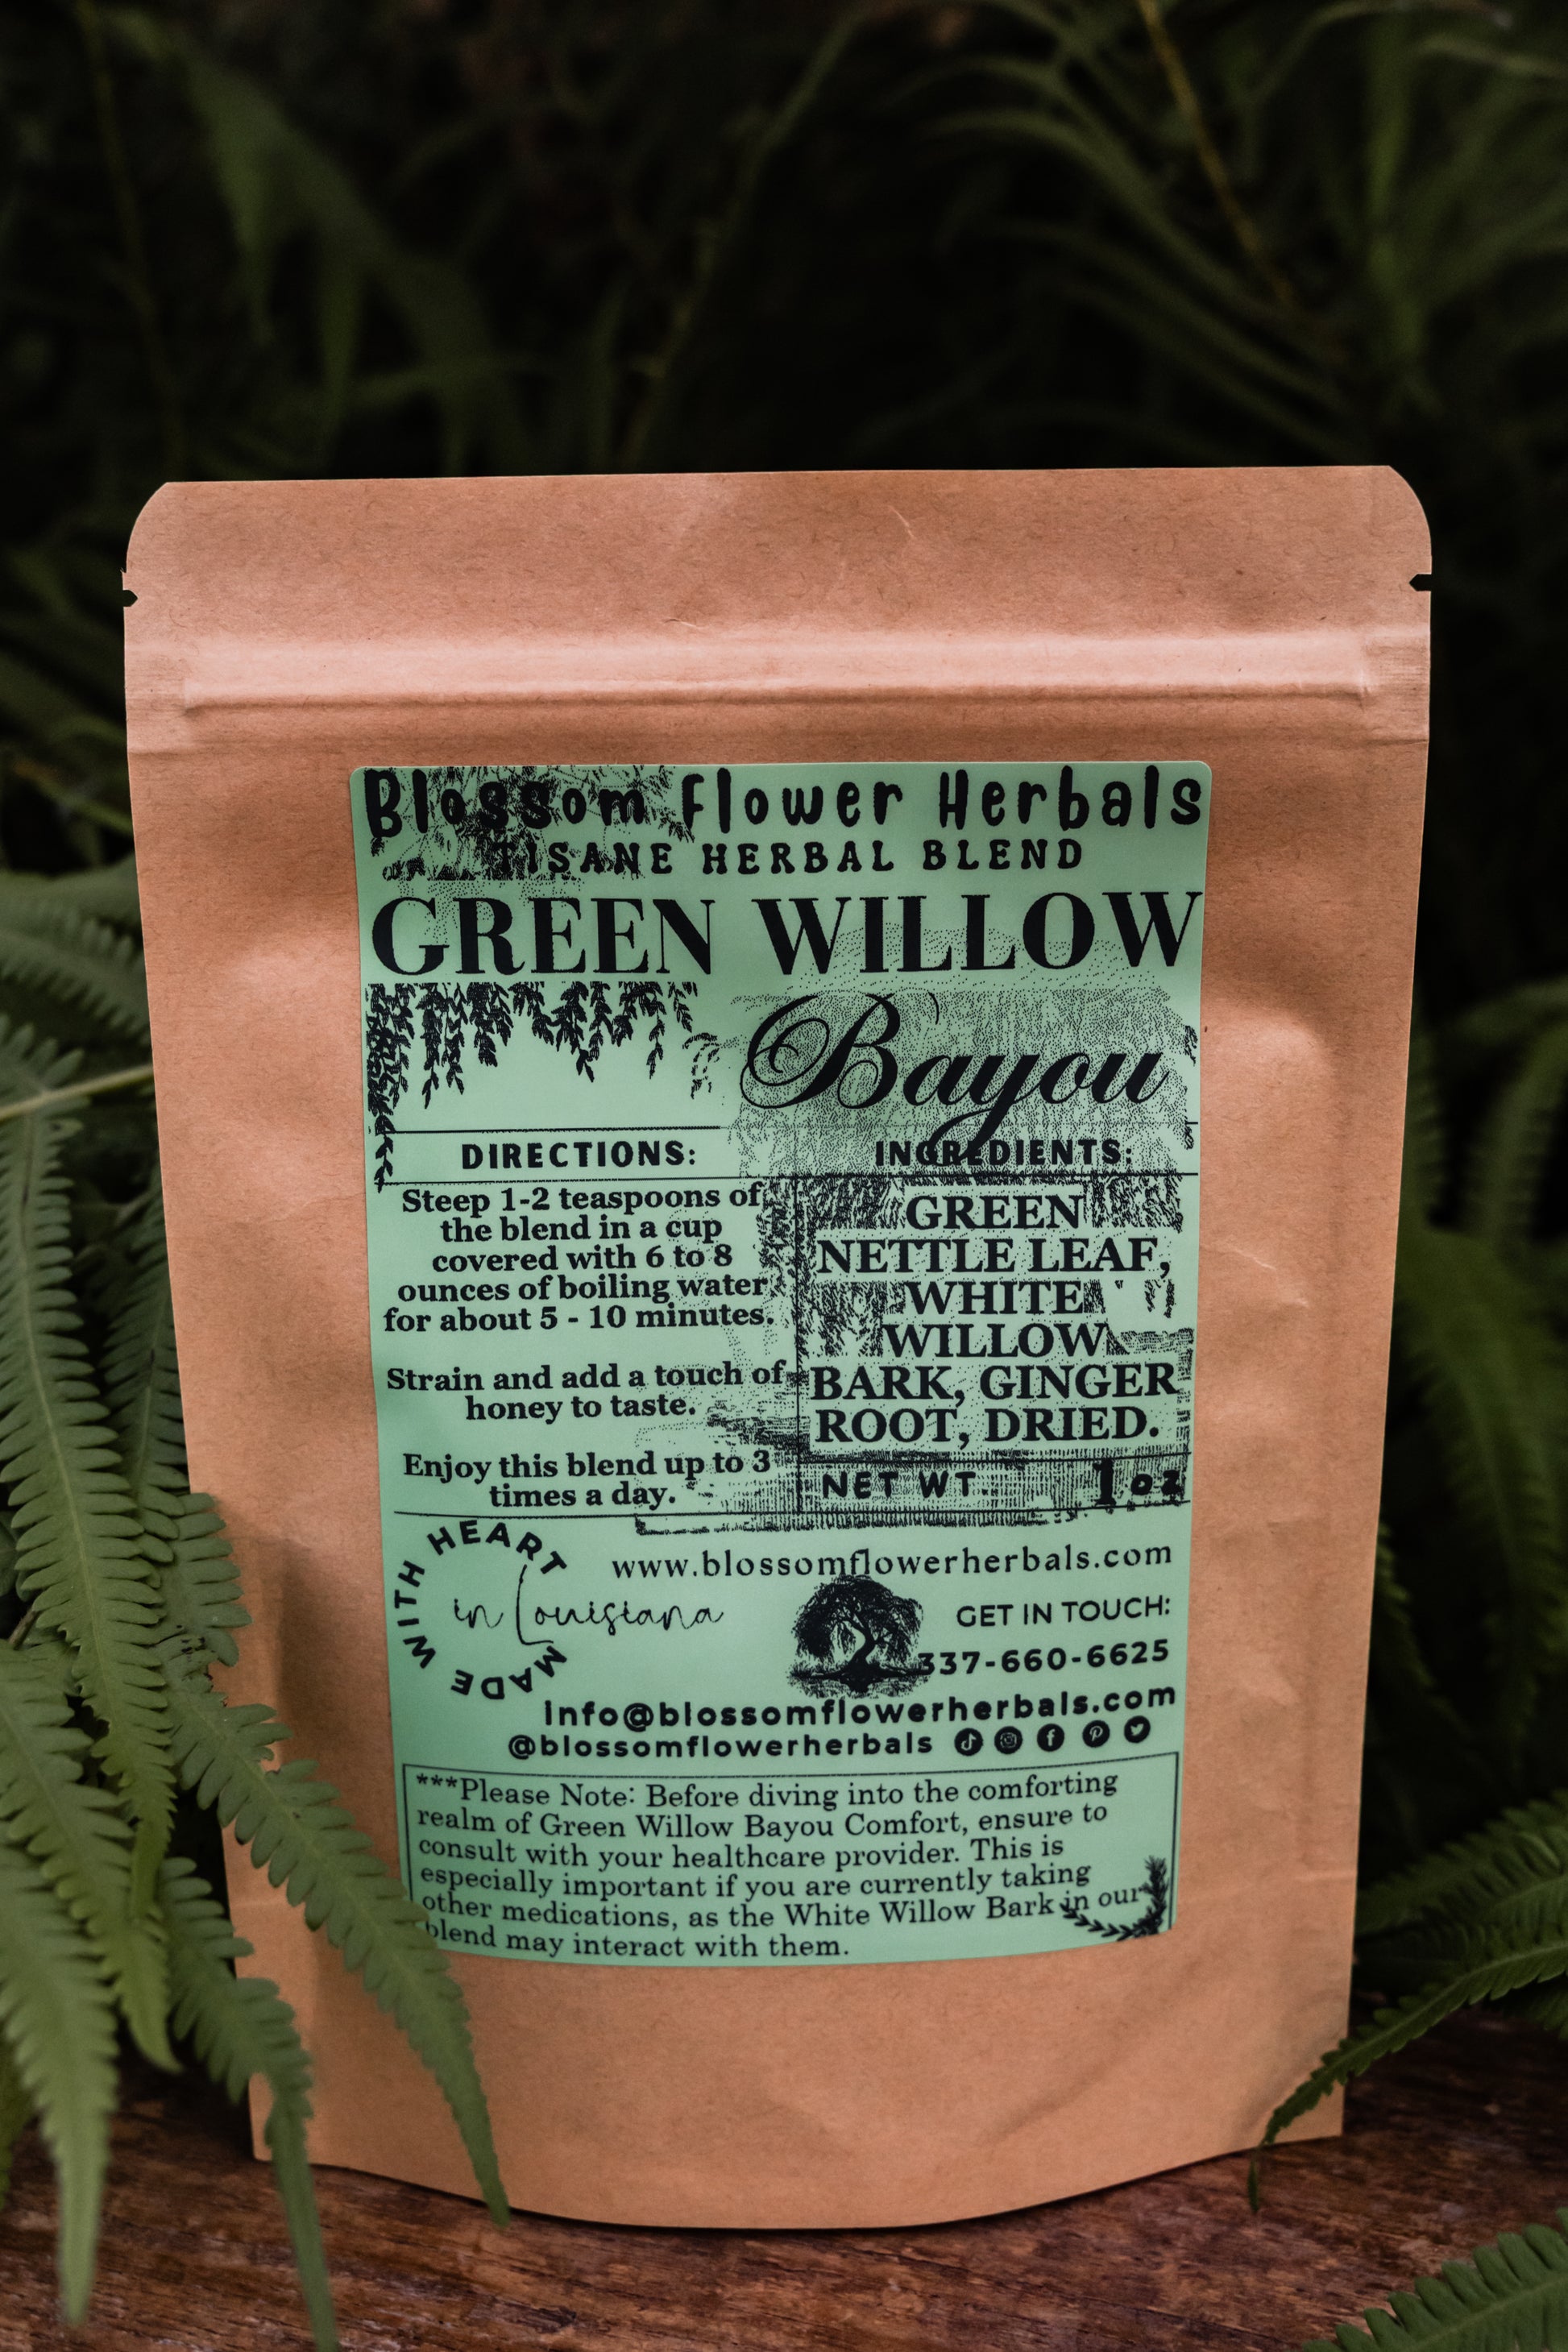 Blossom Flower Herbals
TISANE HERBAL BLEND
GREEN WILLOW
Bayou
DIRECTIONS:
Steep 1-2 teaspoons of
the blend in a cup
covered with 6 to 8
ounces of boiling water
for about 5 - 10 minutes.
Strain and add a touch of
honey to taste.
Enjoy this blend up to 3
times a day.
INGREDIENTS:
GREEN
NETTLE LEAF,
WHITE
WILLOW
BARK, GINGER
ROOT, DRIED.
NET WT. 1 oz
MADE WITH HEART
in Louisiana
www.blossomflowerherbals.com
GET IN TOUCH:
337-660-6625
info@blossomflowerherbals.com
@blossomflowerherbals
***Please Note: Before diving into the comforting
realm of Green Willow Bayou Comfort, ensure to
consult with your healthcare provider. This is
especially important if you are currently taking
other medications, as the White Willow Bark in our
blend may interact with them.